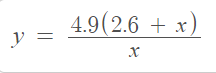 y = 4.9(2.6 + x) / x